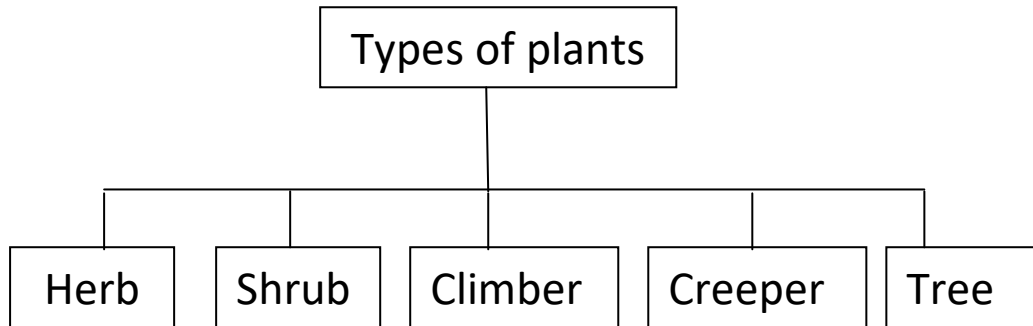 Types of plants
Herb
Shrub
Climber
Creeper
Tree